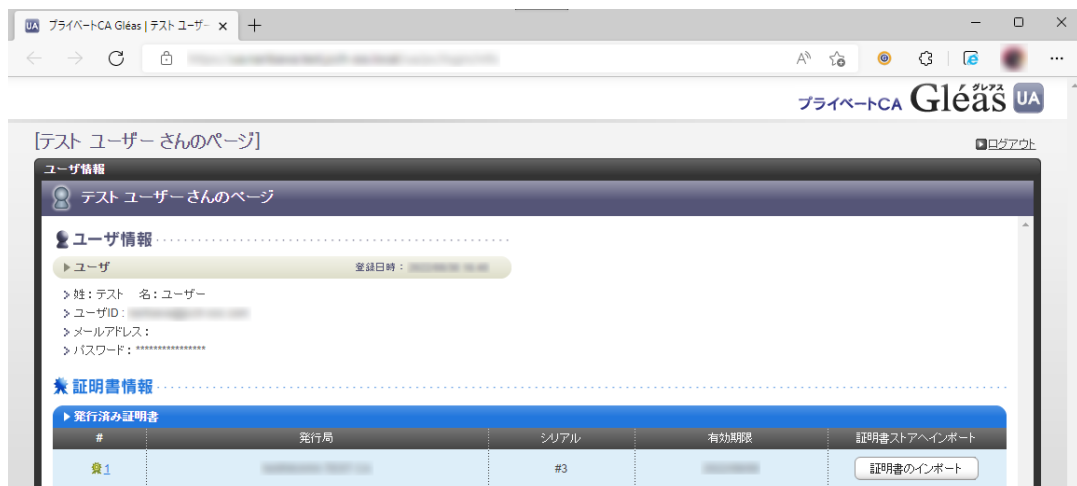 UA プライベートCA Gléas | テスト ユーザー
プライベートCA Gléas グレアス UA
[テスト ユーザー さんのページ]
ログアウト
ユーザ情報
テスト ユーザー さんのページ
ユーザ情報
ユーザ 登録日時：
姓：テスト 名：ユーザー
ユーザID：
メールアドレス：
パスワード：***************
証明書情報
発行済み証明書
# 発行局 シリアル 有効期限 証明書ストアへインポート
1 #3 証明書のインポート